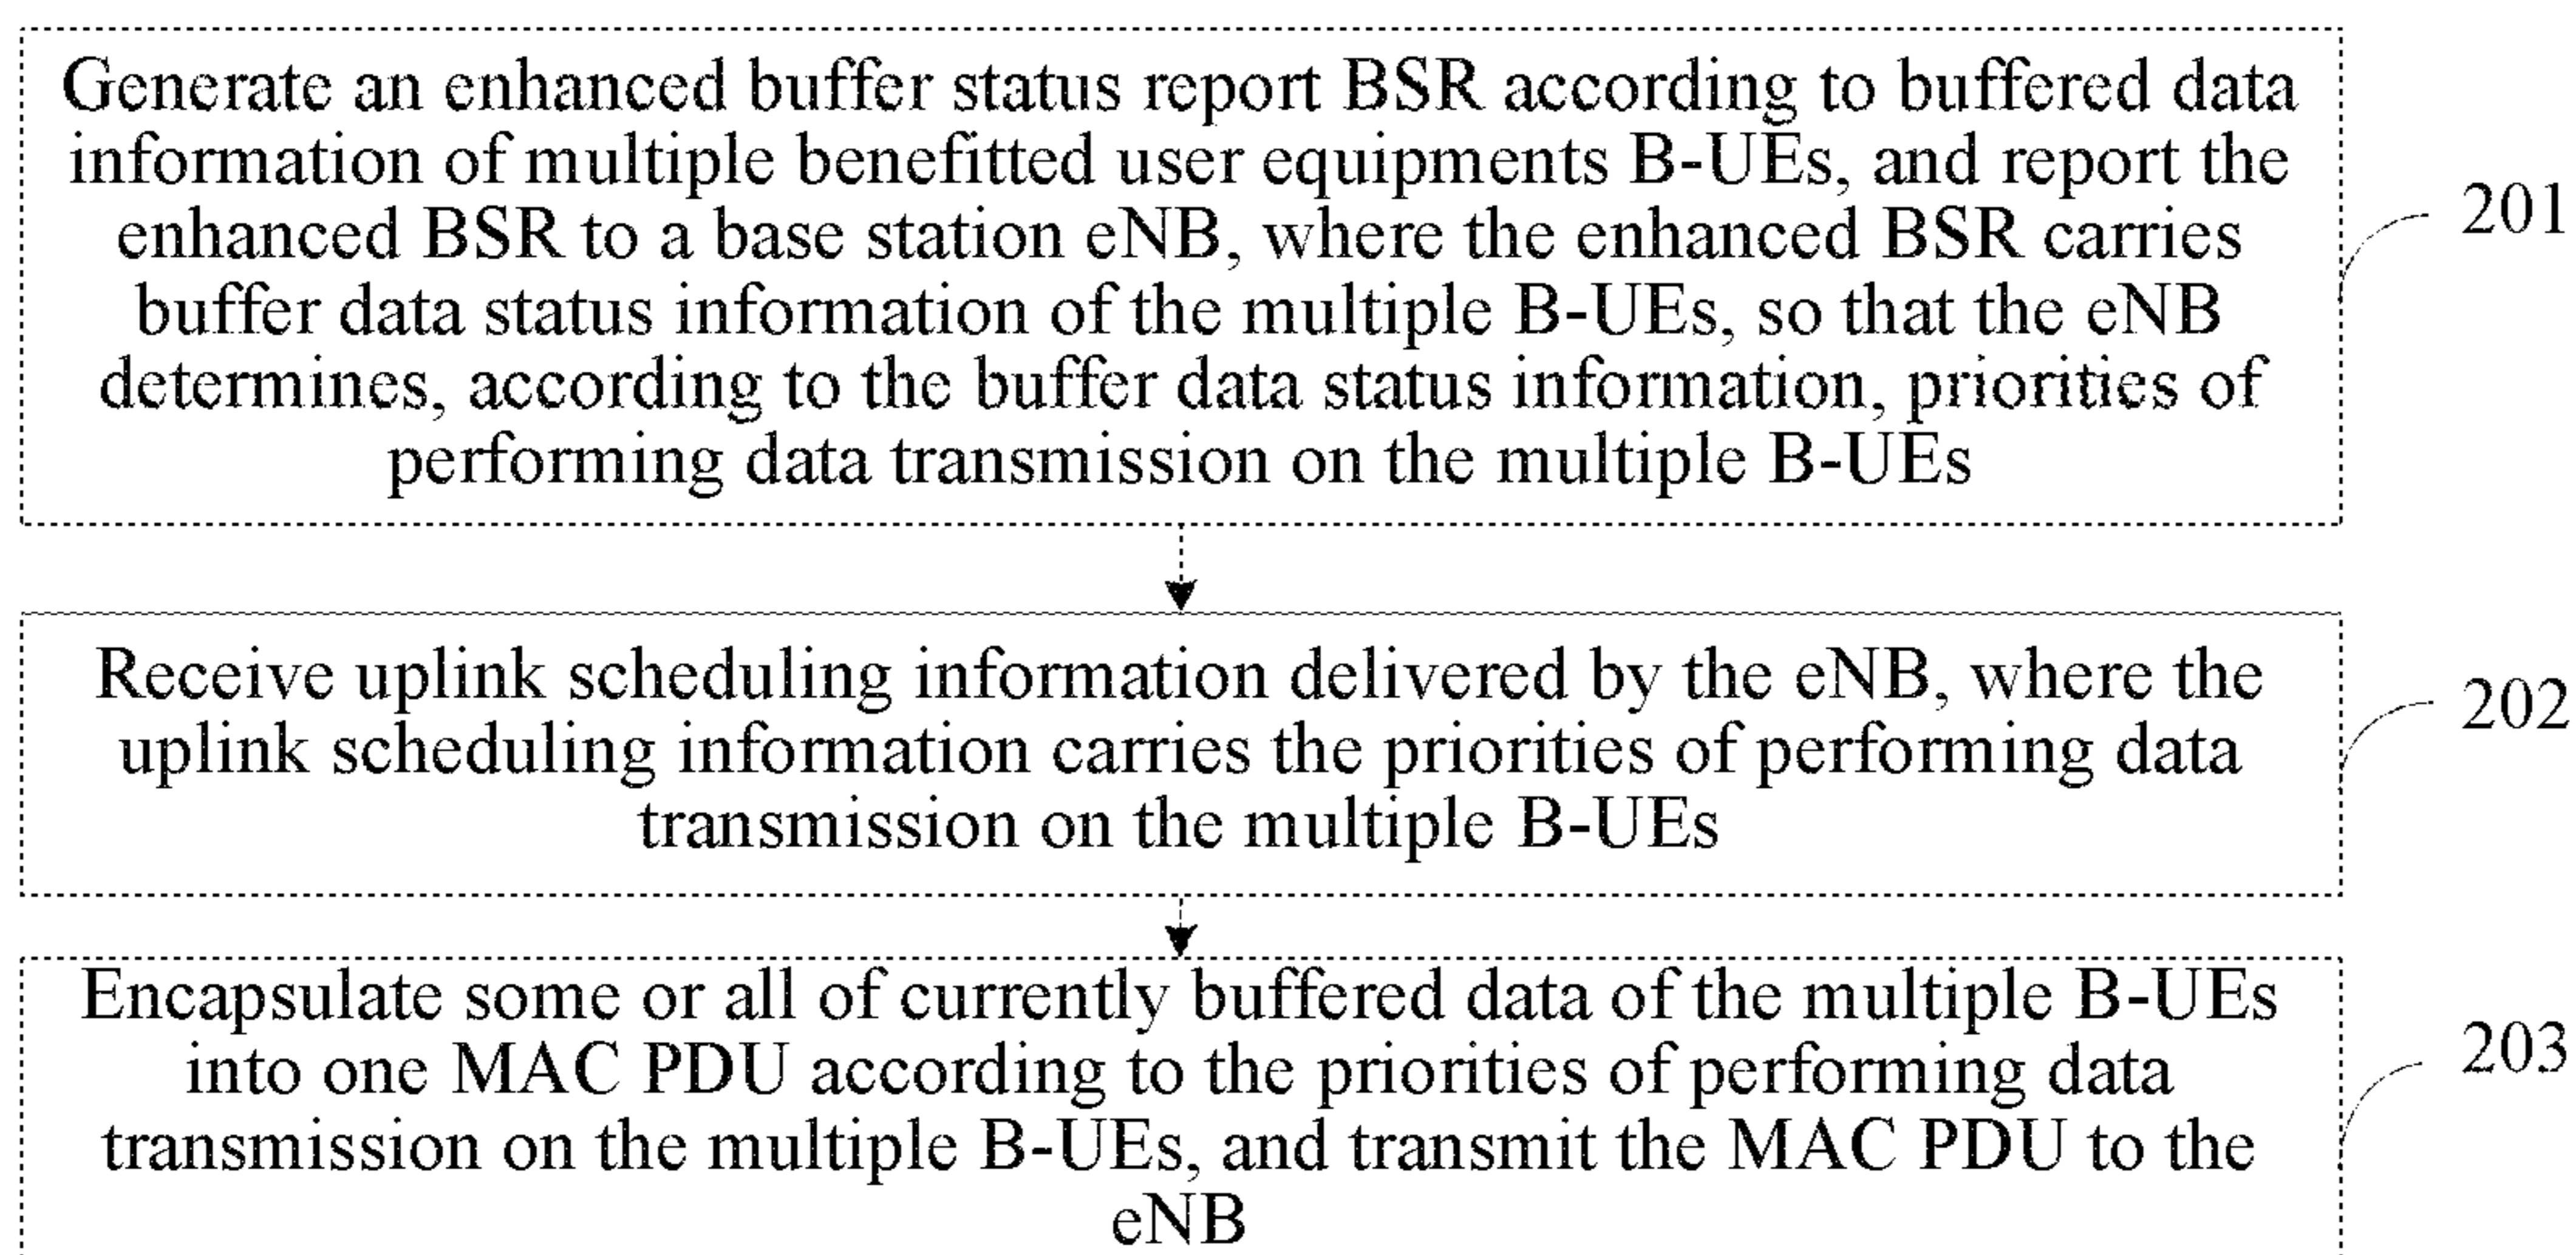 Generate an enhanced buffer status report BSR according to buffered data
information of multiple benefitted user equipments B-UEs, and report the
enhanced BSR to a base station eNB, where the enhanced BSR carries
buffer data status information of the multiple B-UEs, so that the eNB
determines, according to the buffer data status information, priorities of
performing data transmission on the multiple B-UEs
201
Receive uplink scheduling information delivered by the eNB, where the
uplink scheduling information carries the priorities of performing data
transmission on the multiple B-UEs
202
Encapsulate some or all of currently buffered data of the multiple B-UEs
into one MAC PDU according to the priorities of performing data
transmission on the multiple B-UEs, and transmit the MAC PDU to the
eNB
203